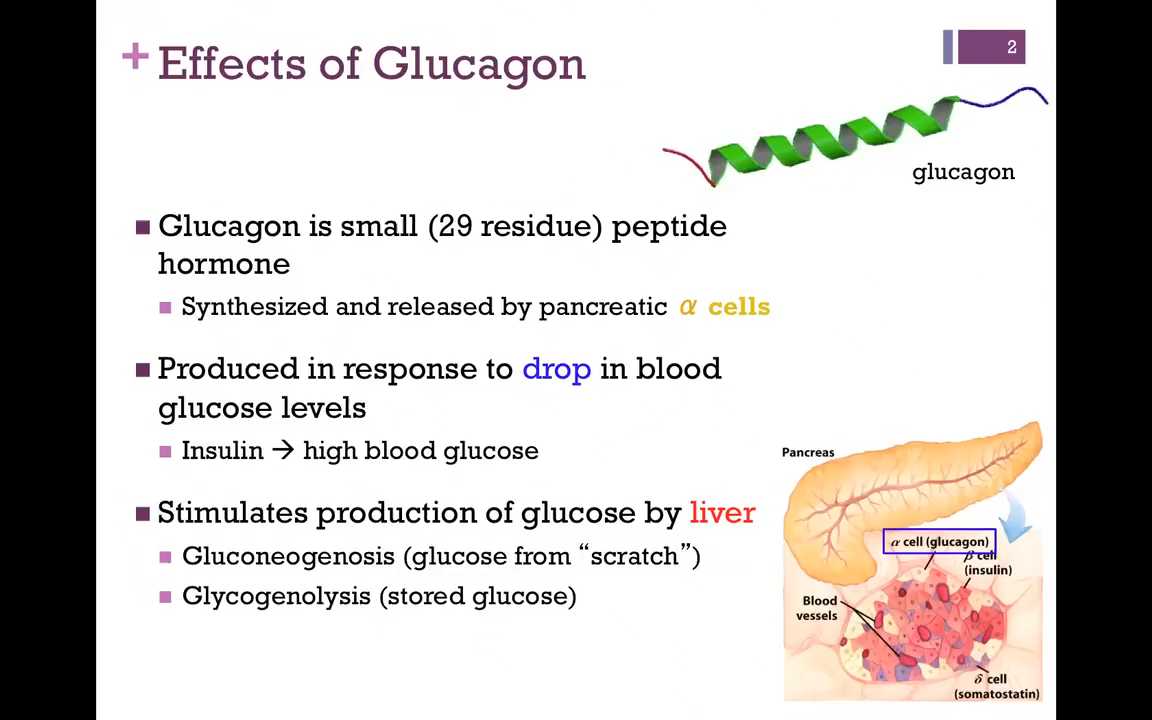 + Effects of Glucagon
2
glucagon
Glucagon is small (29 residue) peptide
hormone
Synthesized and released by pancreatic α cells
Produced in response to drop in blood
glucose levels
Insulin → high blood glucose
Stimulates production of glucose by liver
Gluconeogenosis (glucose from “scratch”)
Glycogenolysis (stored glucose)
Pancreas
α cell (glucagon)
β cell
(insulin)
Blood
vessels
δ cell
(somatostatin)